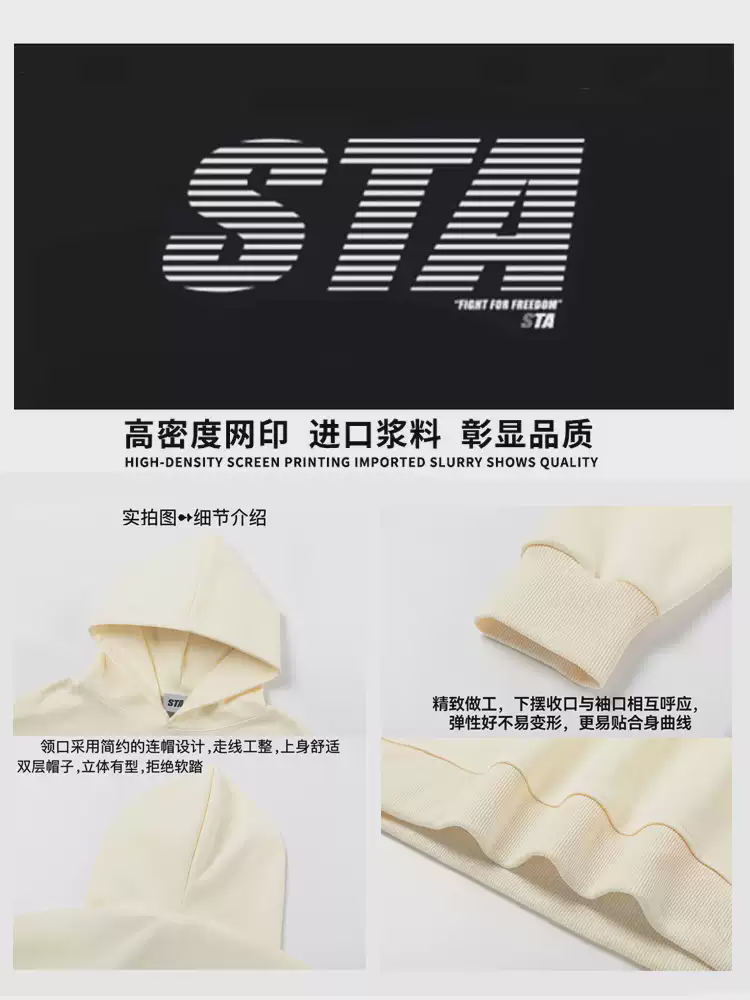 STA
"FIGHT FOR FREEDOM"
STA
高密度网印 进口浆料 彰显品质
HIGH-DENSITY SCREEN PRINTING IMPORTED SLURRY SHOWS QUALITY
实拍图➻细节介绍
STA
领口采用简约的连帽设计,走线工整,上身舒适
双层帽子,立体有型,拒绝软踏
精致做工，下摆收口与袖口相互呼应，
弹性好不易变形，更易贴合身曲线